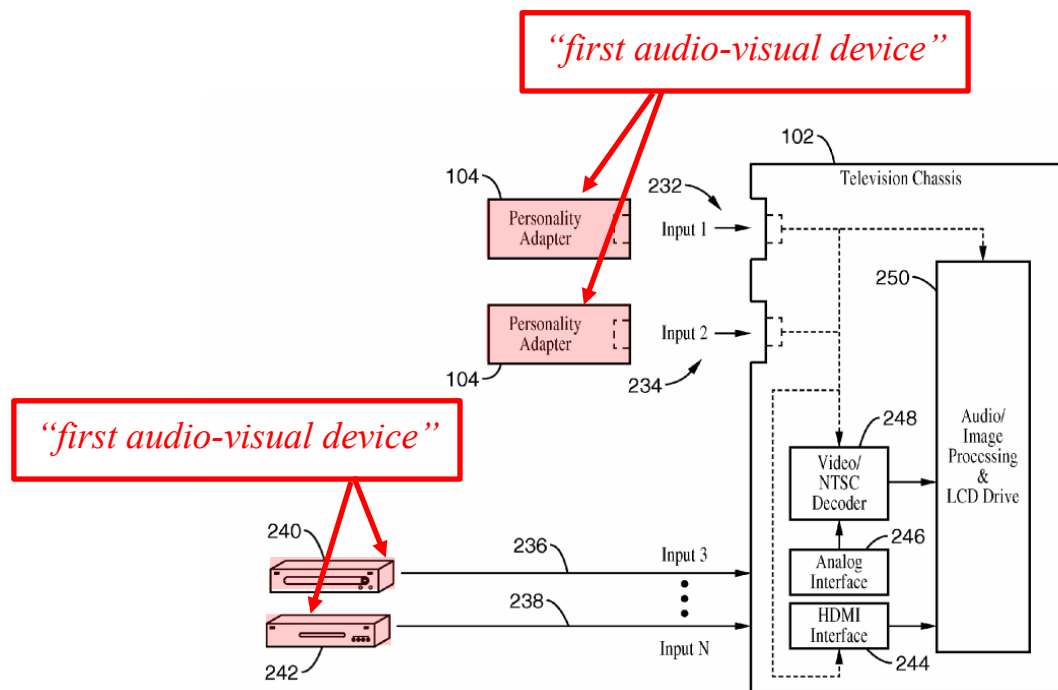 “first audio-visual device”
102
Television Chassis
104
232
Personality
Adapter
Input 1
250
Personality
Adapter
Input 2
104
234
“first audio-visual device”
248
Audio/
Image
Processing
&
LCD Drive
Video/
NTSC
Decoder
240
236
Input 3
246
Analog
Interface
238
HDMI
Interface
242
Input N
244